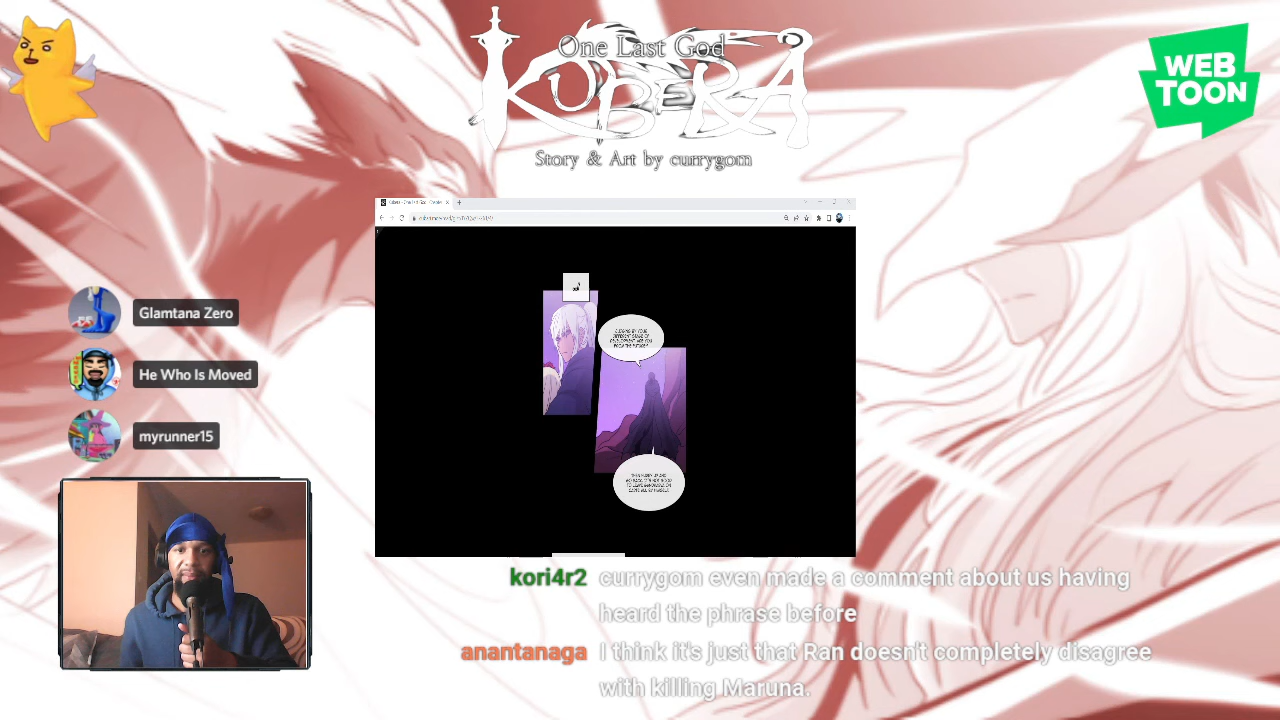 One Last God
KUBERA
Story & Art by currygom
WEB
TOON
Glamtana Zero
He Who Is Moved
myrunner15
kori4r2 currygom even made a comment about us having
heard the phrase before
anantanaga I think it's just that Ran doesn't completely disagree
with killing Maruna.